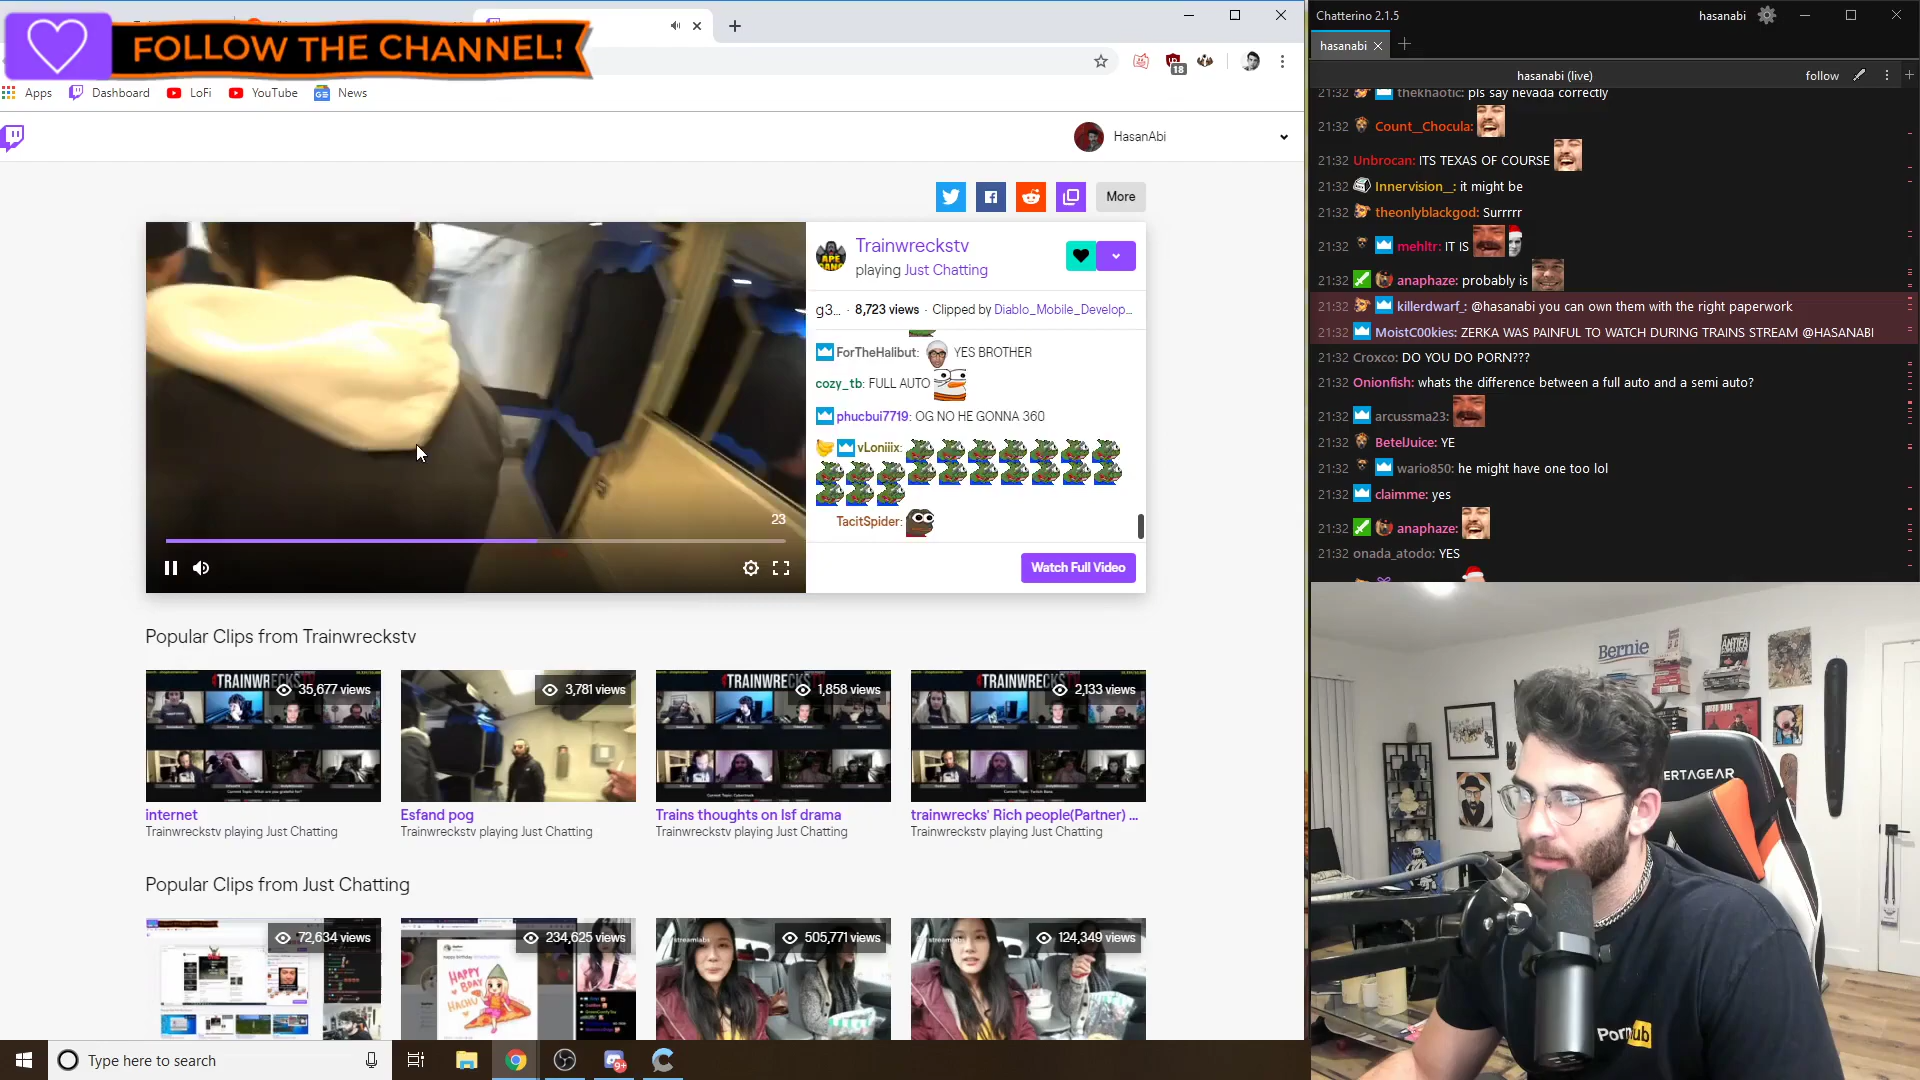 FOLLOW THE CHANNEL!
18
Apps
Dashboard
LoFi
YouTube
News
HasanAbi
More
Trainwreckstv
playing Just Chatting
g3... · 8,723 views · Clipped by Diablo_Mobile_Develop...
ForTheHalibut: YES BROTHER
cozy_tb: FULL AUTO
phucbui7719: OG NO HE GONNA 360
vLoniiix:
TacitSpider:
23
Watch Full Video
Popular Clips from Trainwreckstv
35,677 views
3,781 views
1,858 views
2,133 views
internet
Trainwreckstv playing Just Chatting
Esfand pog
Trainwreckstv playing Just Chatting
Trains thoughts on lsf drama
Trainwreckstv playing Just Chatting
trainwrecks' Rich people(Partner) ...
Trainwreckstv playing Just Chatting
Popular Clips from Just Chatting
72,634 views
234,625 views
505,771 views
124,349 views
HAPPY BDAY HACHU
Type here to search
9+
Chatterino 2.1.5
hasanabi
hasanabi
hasanabi (live)
follow
21:32 thekhaotic: pls say nevada correctly
21:32 Count__Chocula:
21:32 Unbrocan: ITS TEXAS OF COURSE
21:32 Innervision__: it might be
21:32 theonlyblackgod: Surrrrr
21:32 mehltr: IT IS
21:32 anaphaze: probably is
21:32 killerdwarf_: @hasanabi you can own them with the right paperwork
21:32 MoistC00kies: ZERKA WAS PAINFUL TO WATCH DURING TRAINS STREAM @HASANABI
21:32 Croxco: DO YOU DO PORN???
21:32 Onionfish: whats the difference between a full auto and a semi auto?
21:32 arcussma23:
21:32 BetelJuice: YE
21:32 wario850: he might have one too lol
21:32 claimme: yes
21:32 anaphaze:
21:32 onada_atodo: YES
Bernie
ANTIFA
ERTAGEAR